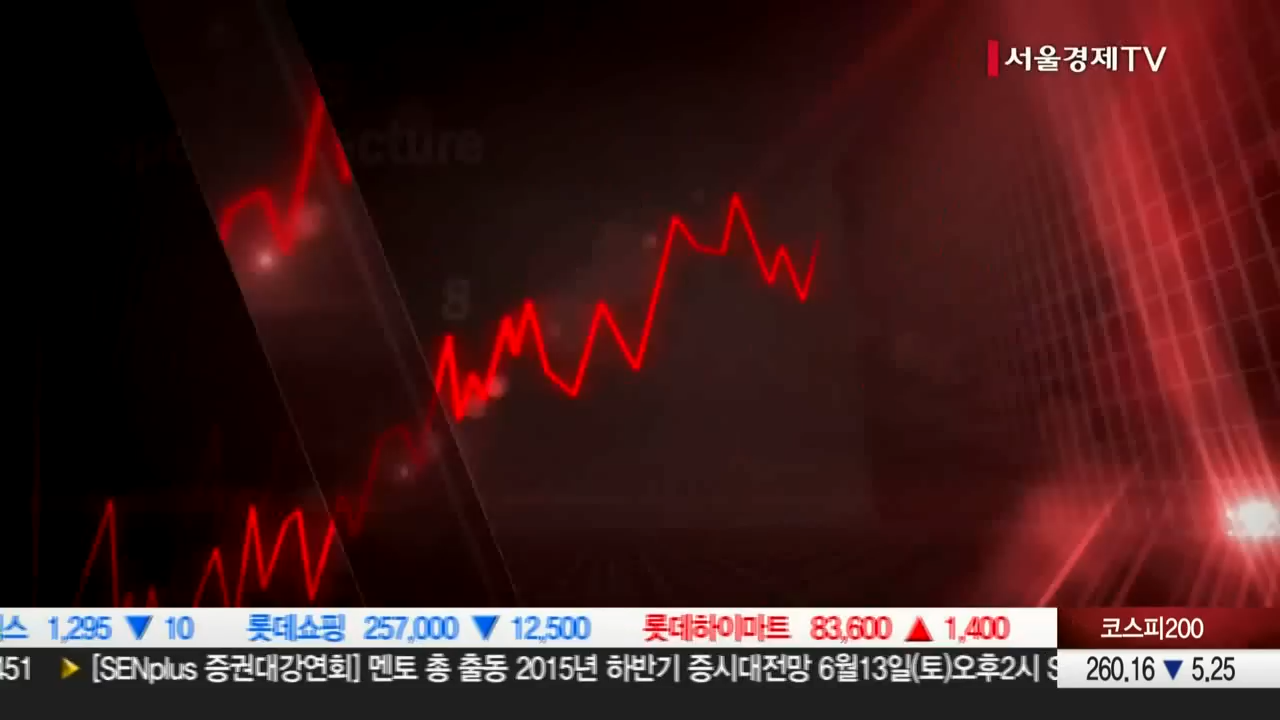 서울경제TV
8
1,295 ▼ 10 롯데쇼핑 257,000 ▼ 12,500 롯데하이마트 83,600 ▲ 1,400
코스피200
451 [SENplus 증권대강연회] 멘토 총 출동 2015년 하반기 증시대전망 6월13일(토)오후2시
260.16 ▼ 5.25